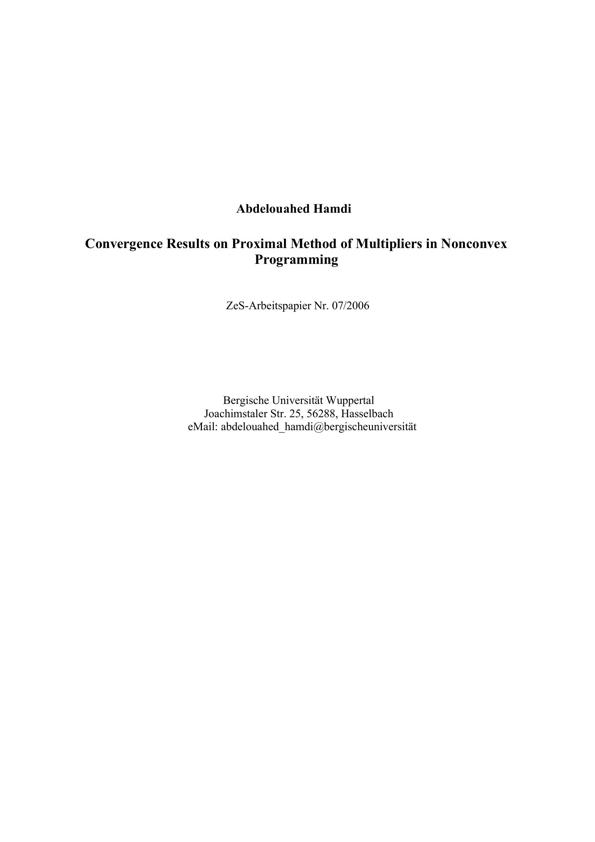 Abdelouahed Hamdi
Convergence Results on Proximal Method of Multipliers in Nonconvex
Programming
ZeS-Arbeitspapier Nr. 07/2006
Bergische Universität Wuppertal
Joachimstaler Str. 25, 56288, Hasselbach
eMail: abdelouahed_hamdi@bergischeuniversität